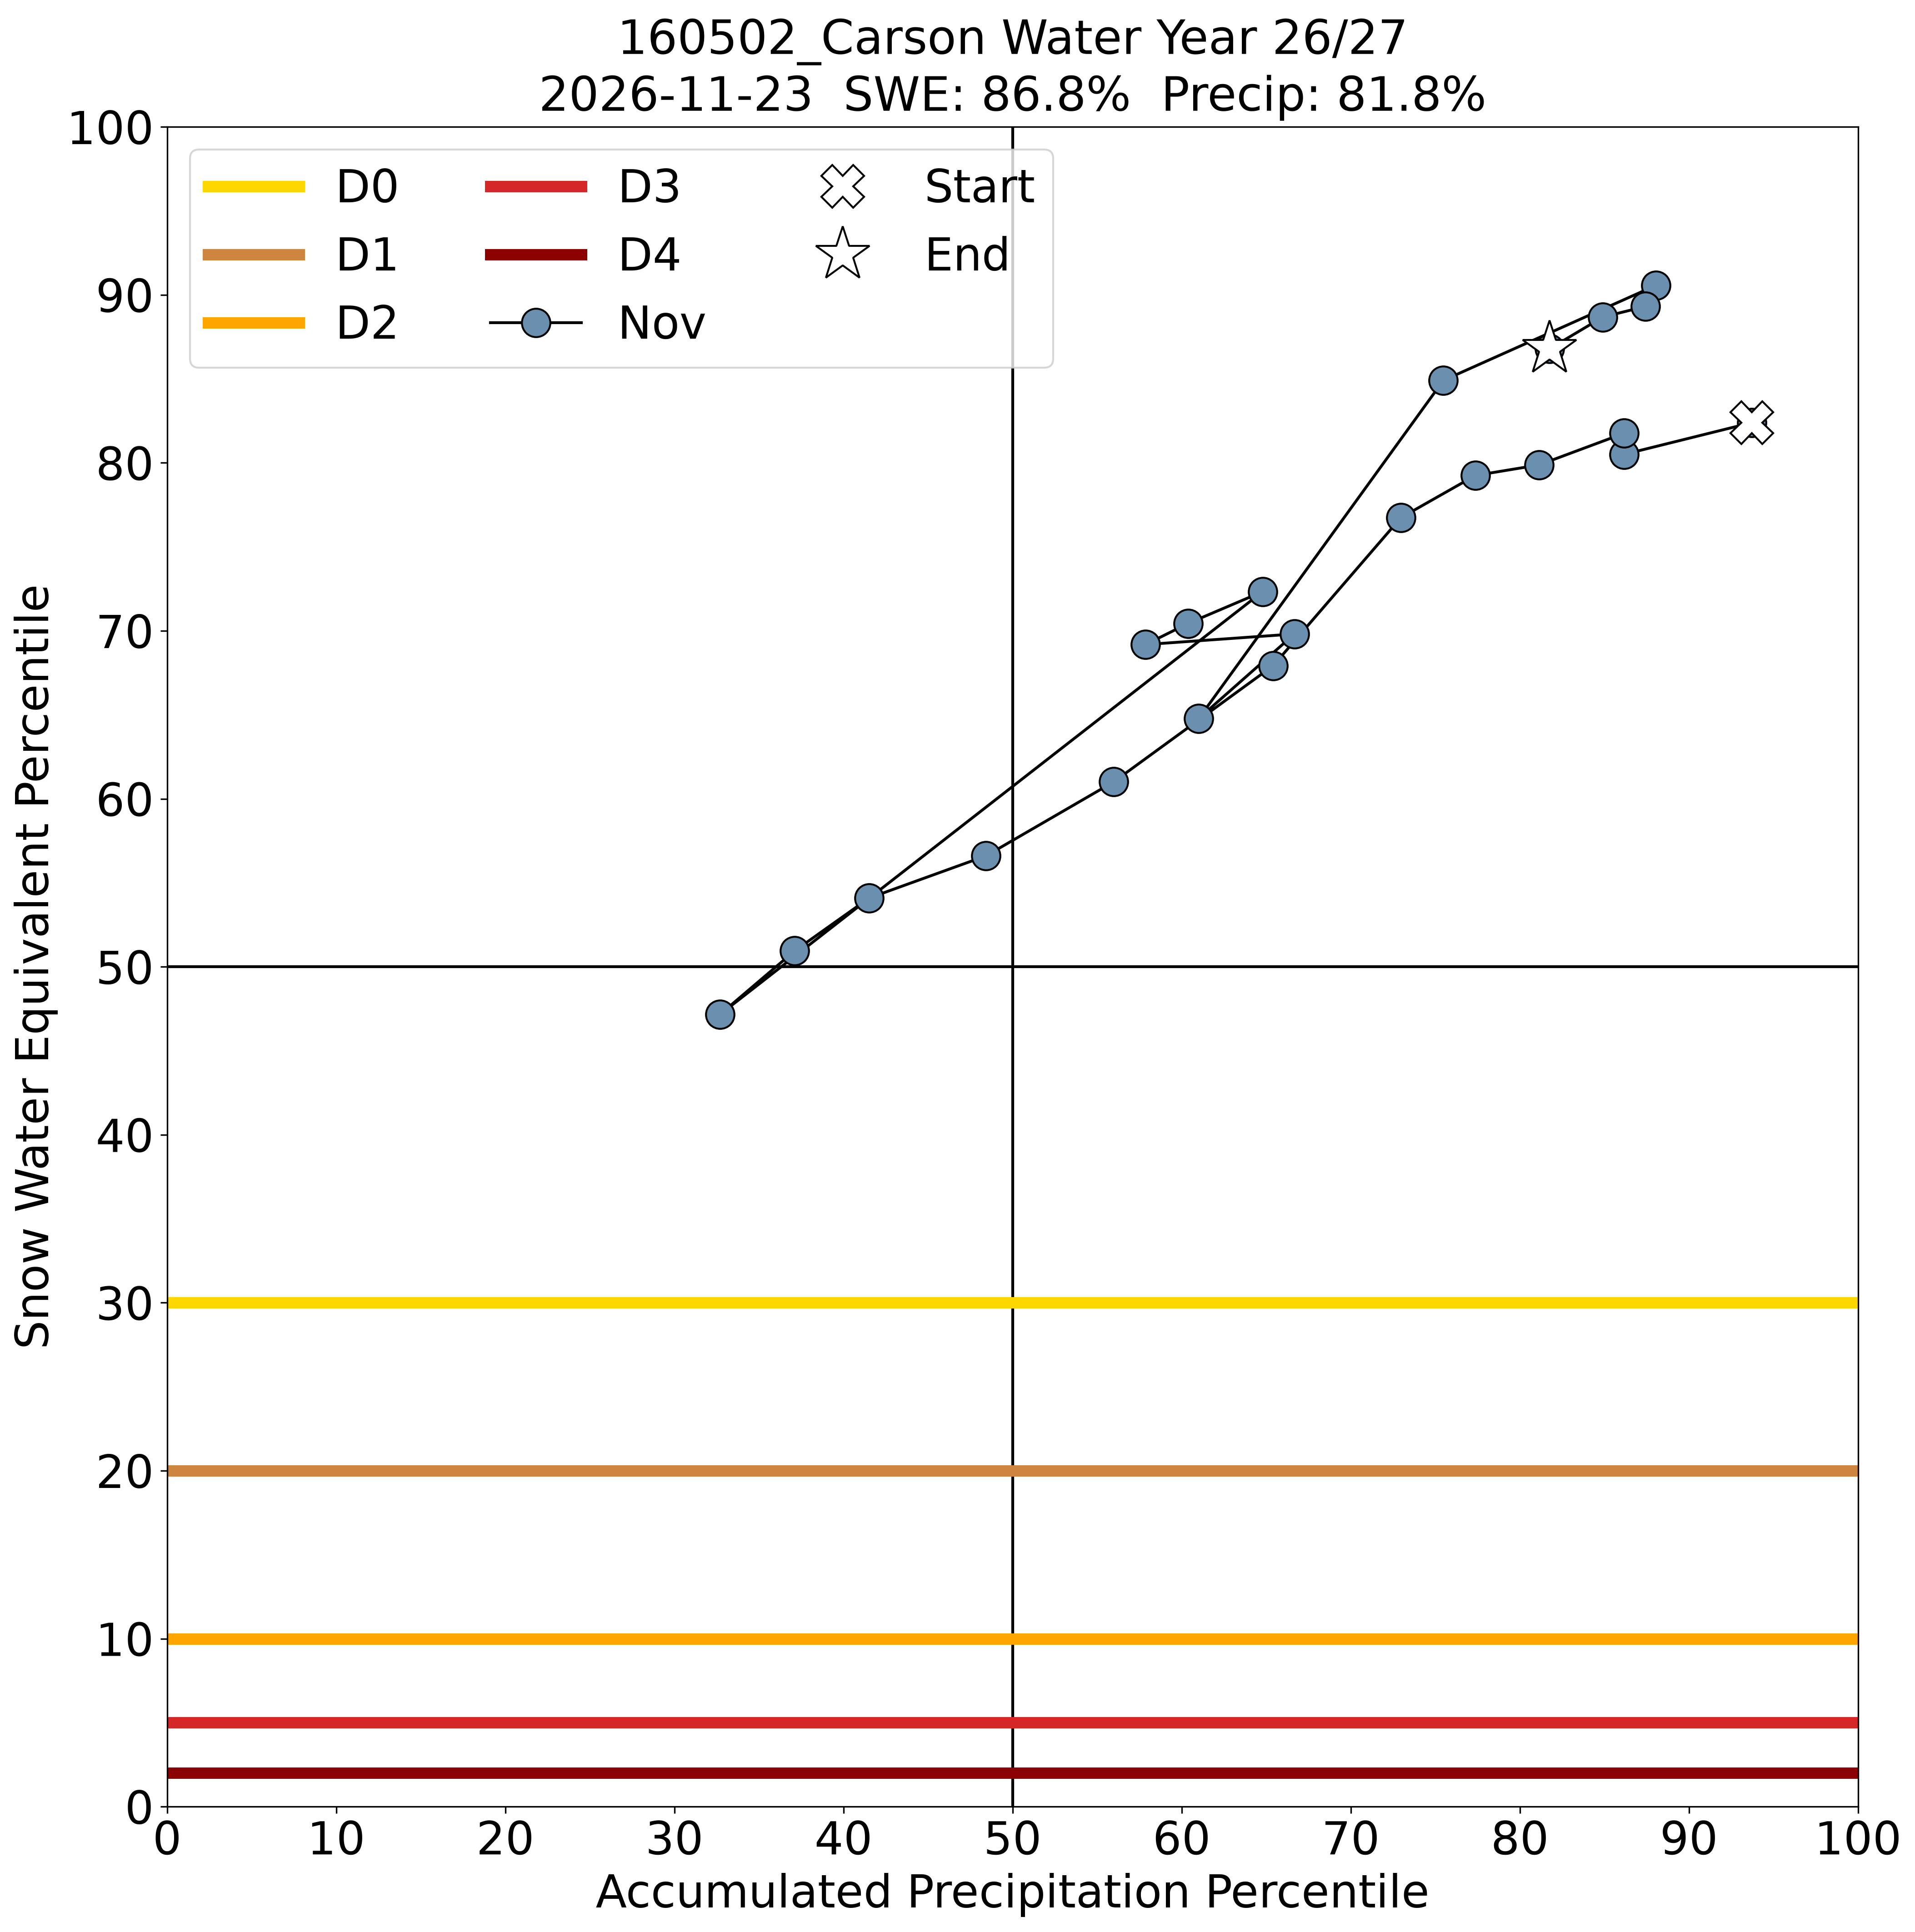 160502_Carson Water Year 26/27
2026-11-23  SWE: 86.8%  Precip: 81.8%
D0
D1
D2
D3
D4
Nov
Start
End
Snow Water Equivalent Percentile
100
90
80
70
60
50
40
30
20
10
0
0 10 20 30 40 50 60 70 80 90 100
Accumulated Precipitation Percentile